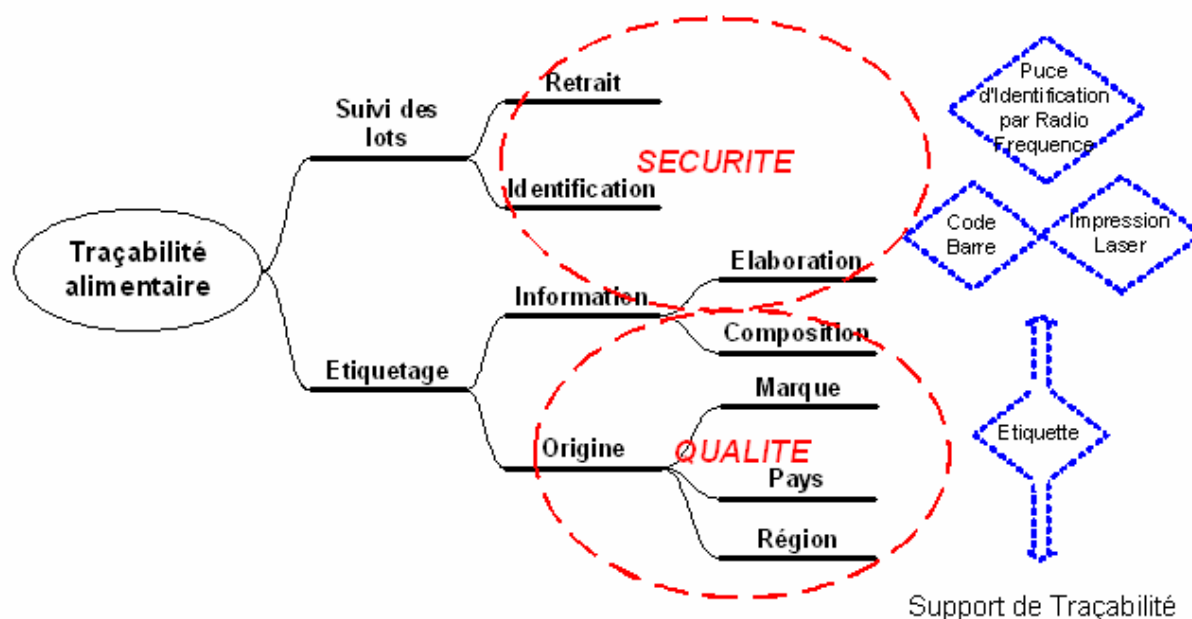 Traçabilité
alimentaire
Suivi des
lots
Retrait
Identification
SECURITE
Etiquetage
Information
Elaboration
Composition
Origine
Marque
QUALITE
Pays
Région
Puce
d'Identification
par Radio
Frequence
Code
Barre
Impression
Laser
Etiquette
Support de Traçabilité